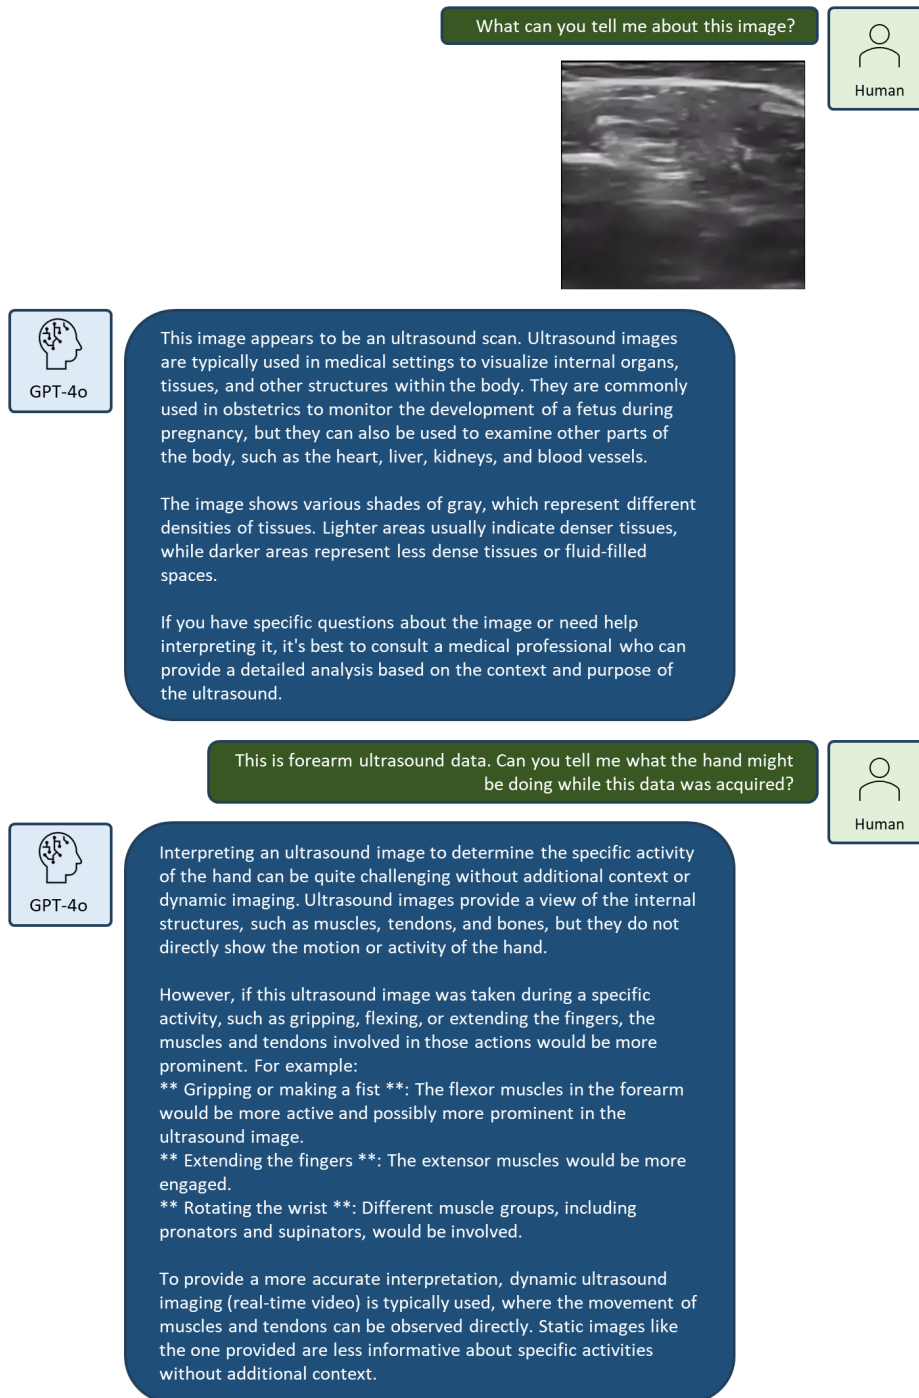 What can you tell me about this image?
Human
This image appears to be an ultrasound scan. Ultrasound images
are typically used in medical settings to visualize internal organs,
tissues, and other structures within the body. They are commonly
used in obstetrics to monitor the development of a fetus during
pregnancy, but they can also be used to examine other parts of
the body, such as the heart, liver, kidneys, and blood vessels.
The image shows various shades of gray, which represent different
densities of tissues. Lighter areas usually indicate denser tissues,
while darker areas represent less dense tissues or fluid-filled
spaces.
If you have specific questions about the image or need help
interpreting it, it's best to consult a medical professional who can
provide a detailed analysis based on the context and purpose of
the ultrasound.
GPT-4o
This is forearm ultrasound data. Can you tell me what the hand might
be doing while this data was acquired?
Human
GPT-4o
Interpreting an ultrasound image to determine the specific activity
of the hand can be quite challenging without additional context or
dynamic imaging. Ultrasound images provide a view of the internal
structures, such as muscles, tendons, and bones, but they do not
directly show the motion or activity of the hand.
However, if this ultrasound image was taken during a specific
activity, such as gripping, flexing, or extending the fingers, the
muscles and tendons involved in those actions would be more
prominent. For example:
** Gripping or making a fist **: The flexor muscles in the forearm
would be more active and possibly more prominent in the
ultrasound image.
** Extending the fingers **: The extensor muscles would be more
engaged.
** Rotating the wrist **: Different muscle groups, including
pronators and supinators, would be involved.
To provide a more accurate interpretation, dynamic ultrasound
imaging (real-time video) is typically used, where the movement of
muscles and tendons can be observed directly. Static images like
the one provided are less informative about specific activities
without additional context.